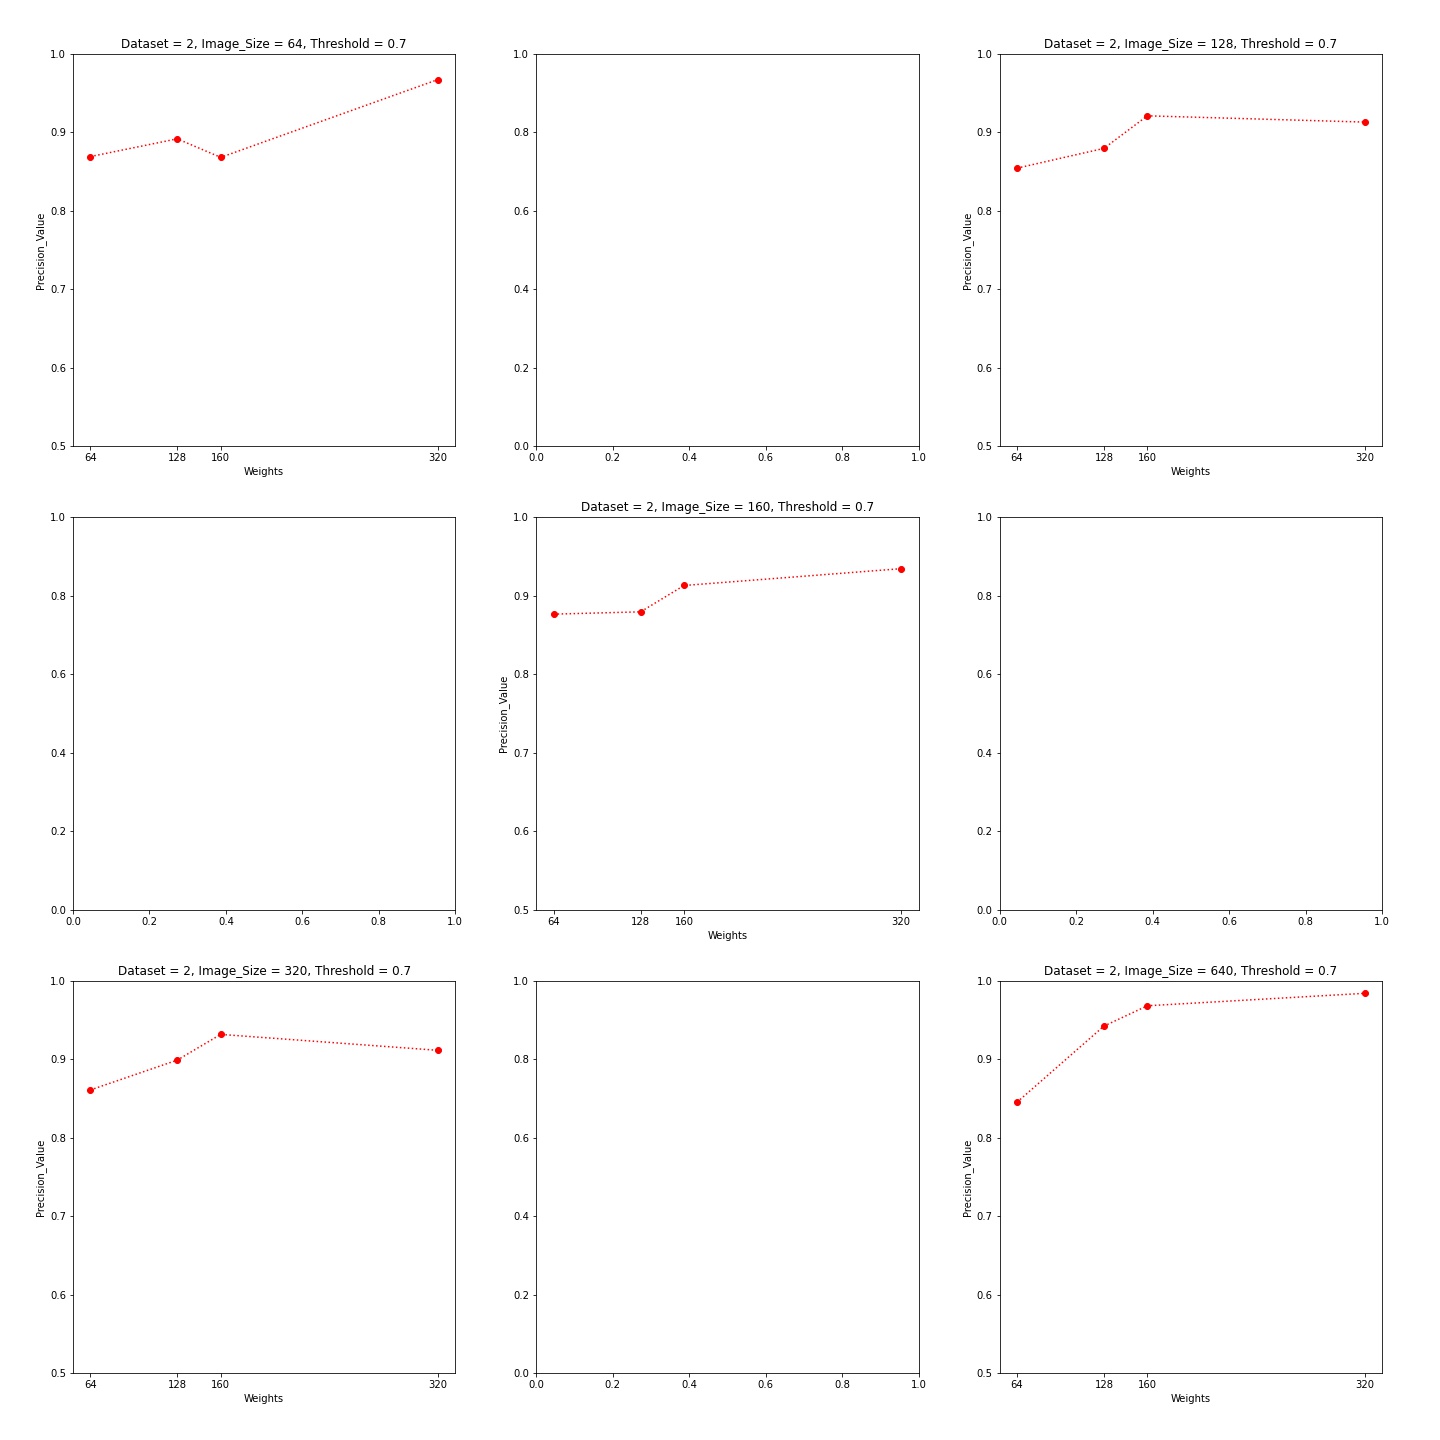 Dataset = 2, Image_Size = 64, Threshold = 0.7
1.0
0.9
0.8
0.7
0.6
0.5
Precision_Value
64 128 160 320
Weights
1.0
0.8
0.6
0.4
0.2
0.0
0.0 0.2 0.4 0.6 0.8 1.0
Dataset = 2, Image_Size = 128, Threshold = 0.7
1.0
0.9
0.8
0.7
0.6
0.5
Precision_Value
64 128 160 320
Weights
1.0
0.8
0.6
0.4
0.2
0.0
0.0 0.2 0.4 0.6 0.8 1.0
Dataset = 2, Image_Size = 160, Threshold = 0.7
1.0
0.9
0.8
0.7
0.6
0.5
Precision_Value
64 128 160 320
Weights
1.0
0.8
0.6
0.4
0.2
0.0
0.0 0.2 0.4 0.6 0.8 1.0
Dataset = 2, Image_Size = 320, Threshold = 0.7
1.0
0.9
0.8
0.7
0.6
0.5
Precision_Value
64 128 160 320
Weights
1.0
0.8
0.6
0.4
0.2
0.0
0.0 0.2 0.4 0.6 0.8 1.0
Dataset = 2, Image_Size = 640, Threshold = 0.7
1.0
0.9
0.8
0.7
0.6
0.5
Precision_Value
64 128 160 320
Weights